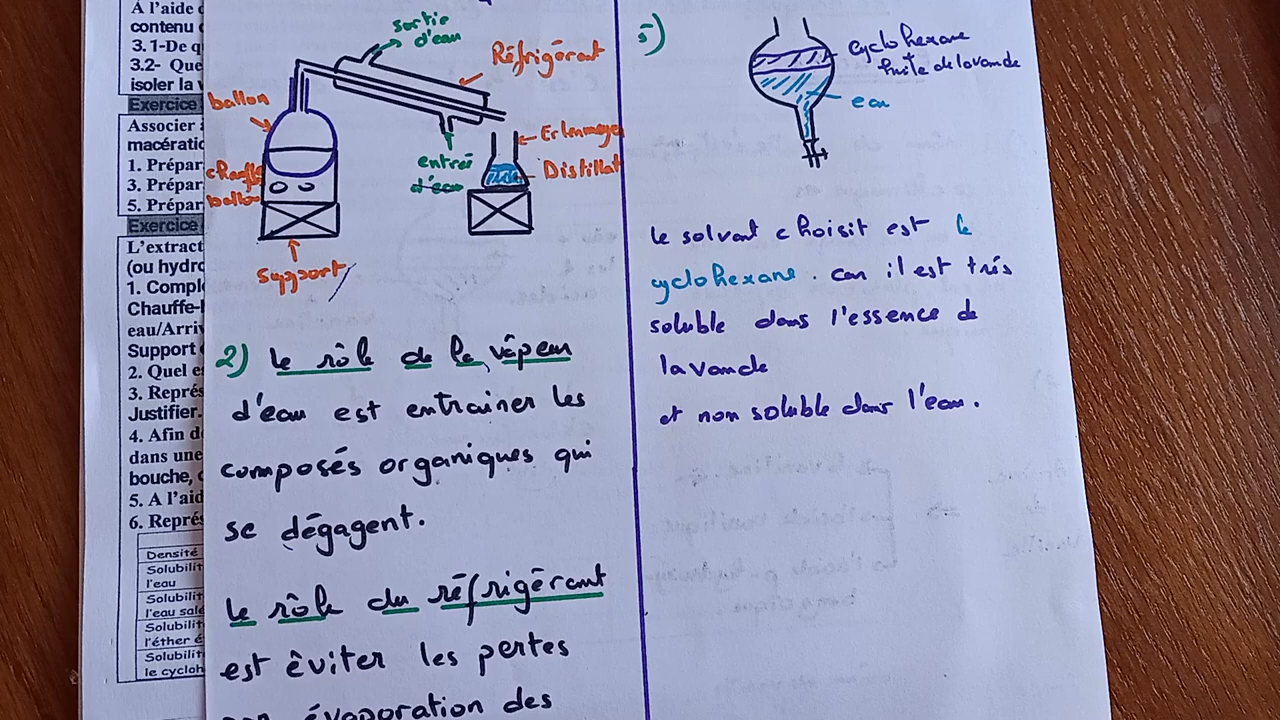 À l'aide
contenu
3.1-De
3.2- Que
isoler la
Exercice
Associer
macératio
1. Prépar
3. Prépar
5. Prépar
Exercice
L'extract
(ou hydro
1. Compl
Chauffe-
eau/Arriv
Support
2. Quel
3. Représ
Justifier.
4. Afin
dans une
bouche,
5. A l'aid
6. Représ
Densité
Solubilit
l'eau
Solubilit
l'eau salé
Solubilit
l'éther
Solubilit
le cycloh
sortie
d'eau
Réfrigérant
ballon
chauffe
ballon
entrée
d'eau
Erlenmeye
Distillat
Support
2) Le rôle de la vapeur
d'eau est entrainer les
composés organiques qui
se dégagent.
Le rôle du réfrigérant
est éviter les pertes
évaporation des
5)
cyclohexane
huile de lavande
eau
le solvant choisit est le
cyclohexane. car il est très
soluble dans l'essence de
lavande
et non soluble dans l'eau.